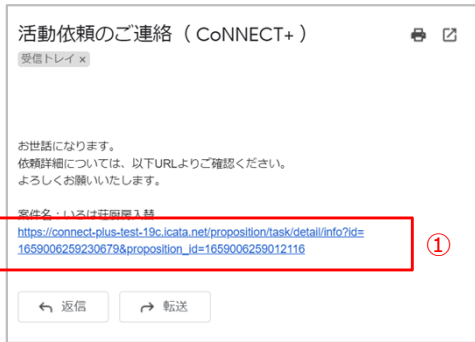 活動依頼のご連絡（ CoNNECT+ ）
受信トレイ ×
お世話になります。
依頼詳細については、以下URLよりご確認ください。
よろしくお願いいたします。
案件名：いろは荘厨房入替
https://connect-plus-test-19c.icata.net/proposition/task/detail/info?id=
1659006259230679&proposition_id=1659006259012116
①
返信
転送